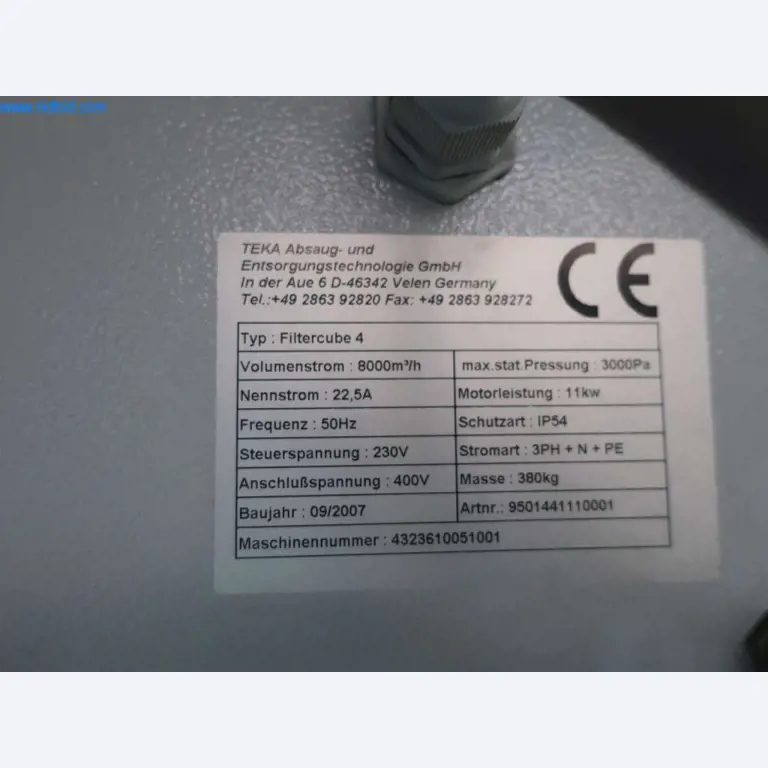 TEKA Absaug- und
Entsorgungstechnologie GmbH
In der Aue 6 D-46342 Velen Germany
Tel.:+49 2863 92820 Fax: +49 2863 928272
CE
Typ : Filtercube 4
Volumenstrom : 8000m³/h max.stat.Pressung : 3000Pa
Nennstrom : 22,5A Motorleistung : 11kw
Frequenz : 50Hz Schutzart : IP54
Steuerspannung : 230V Stromart : 3PH + N + PE
Anschlußspannung : 400V Masse : 380kg
Baujahr : 09/2007 Artnr.: 9501441110001
Maschinennummer : 4323610051001